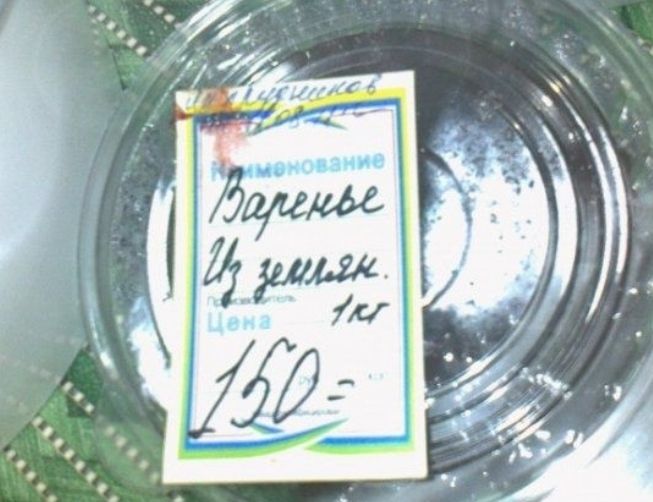 Наименование
Варенье
Из землян.
Производитель
Цена 1кг
150=